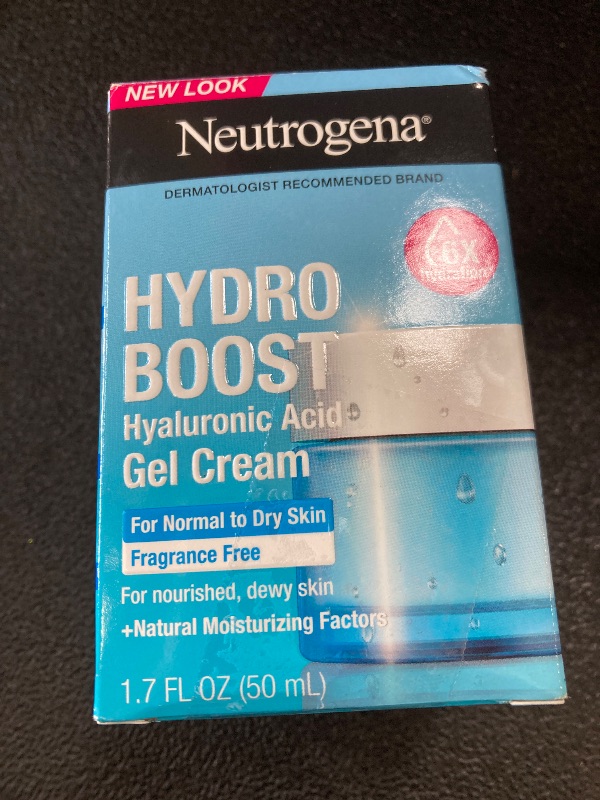 NEW LOOK
Neutrogena®
DERMATOLOGIST RECOMMENDED BRAND
6X
hydration
HYDRO
BOOST
Hyaluronic Acid
Gel Cream
For Normal to Dry Skin
Fragrance Free
For nourished, dewy skin
+Natural Moisturizing Factors
1.7 FL OZ (50 mL)